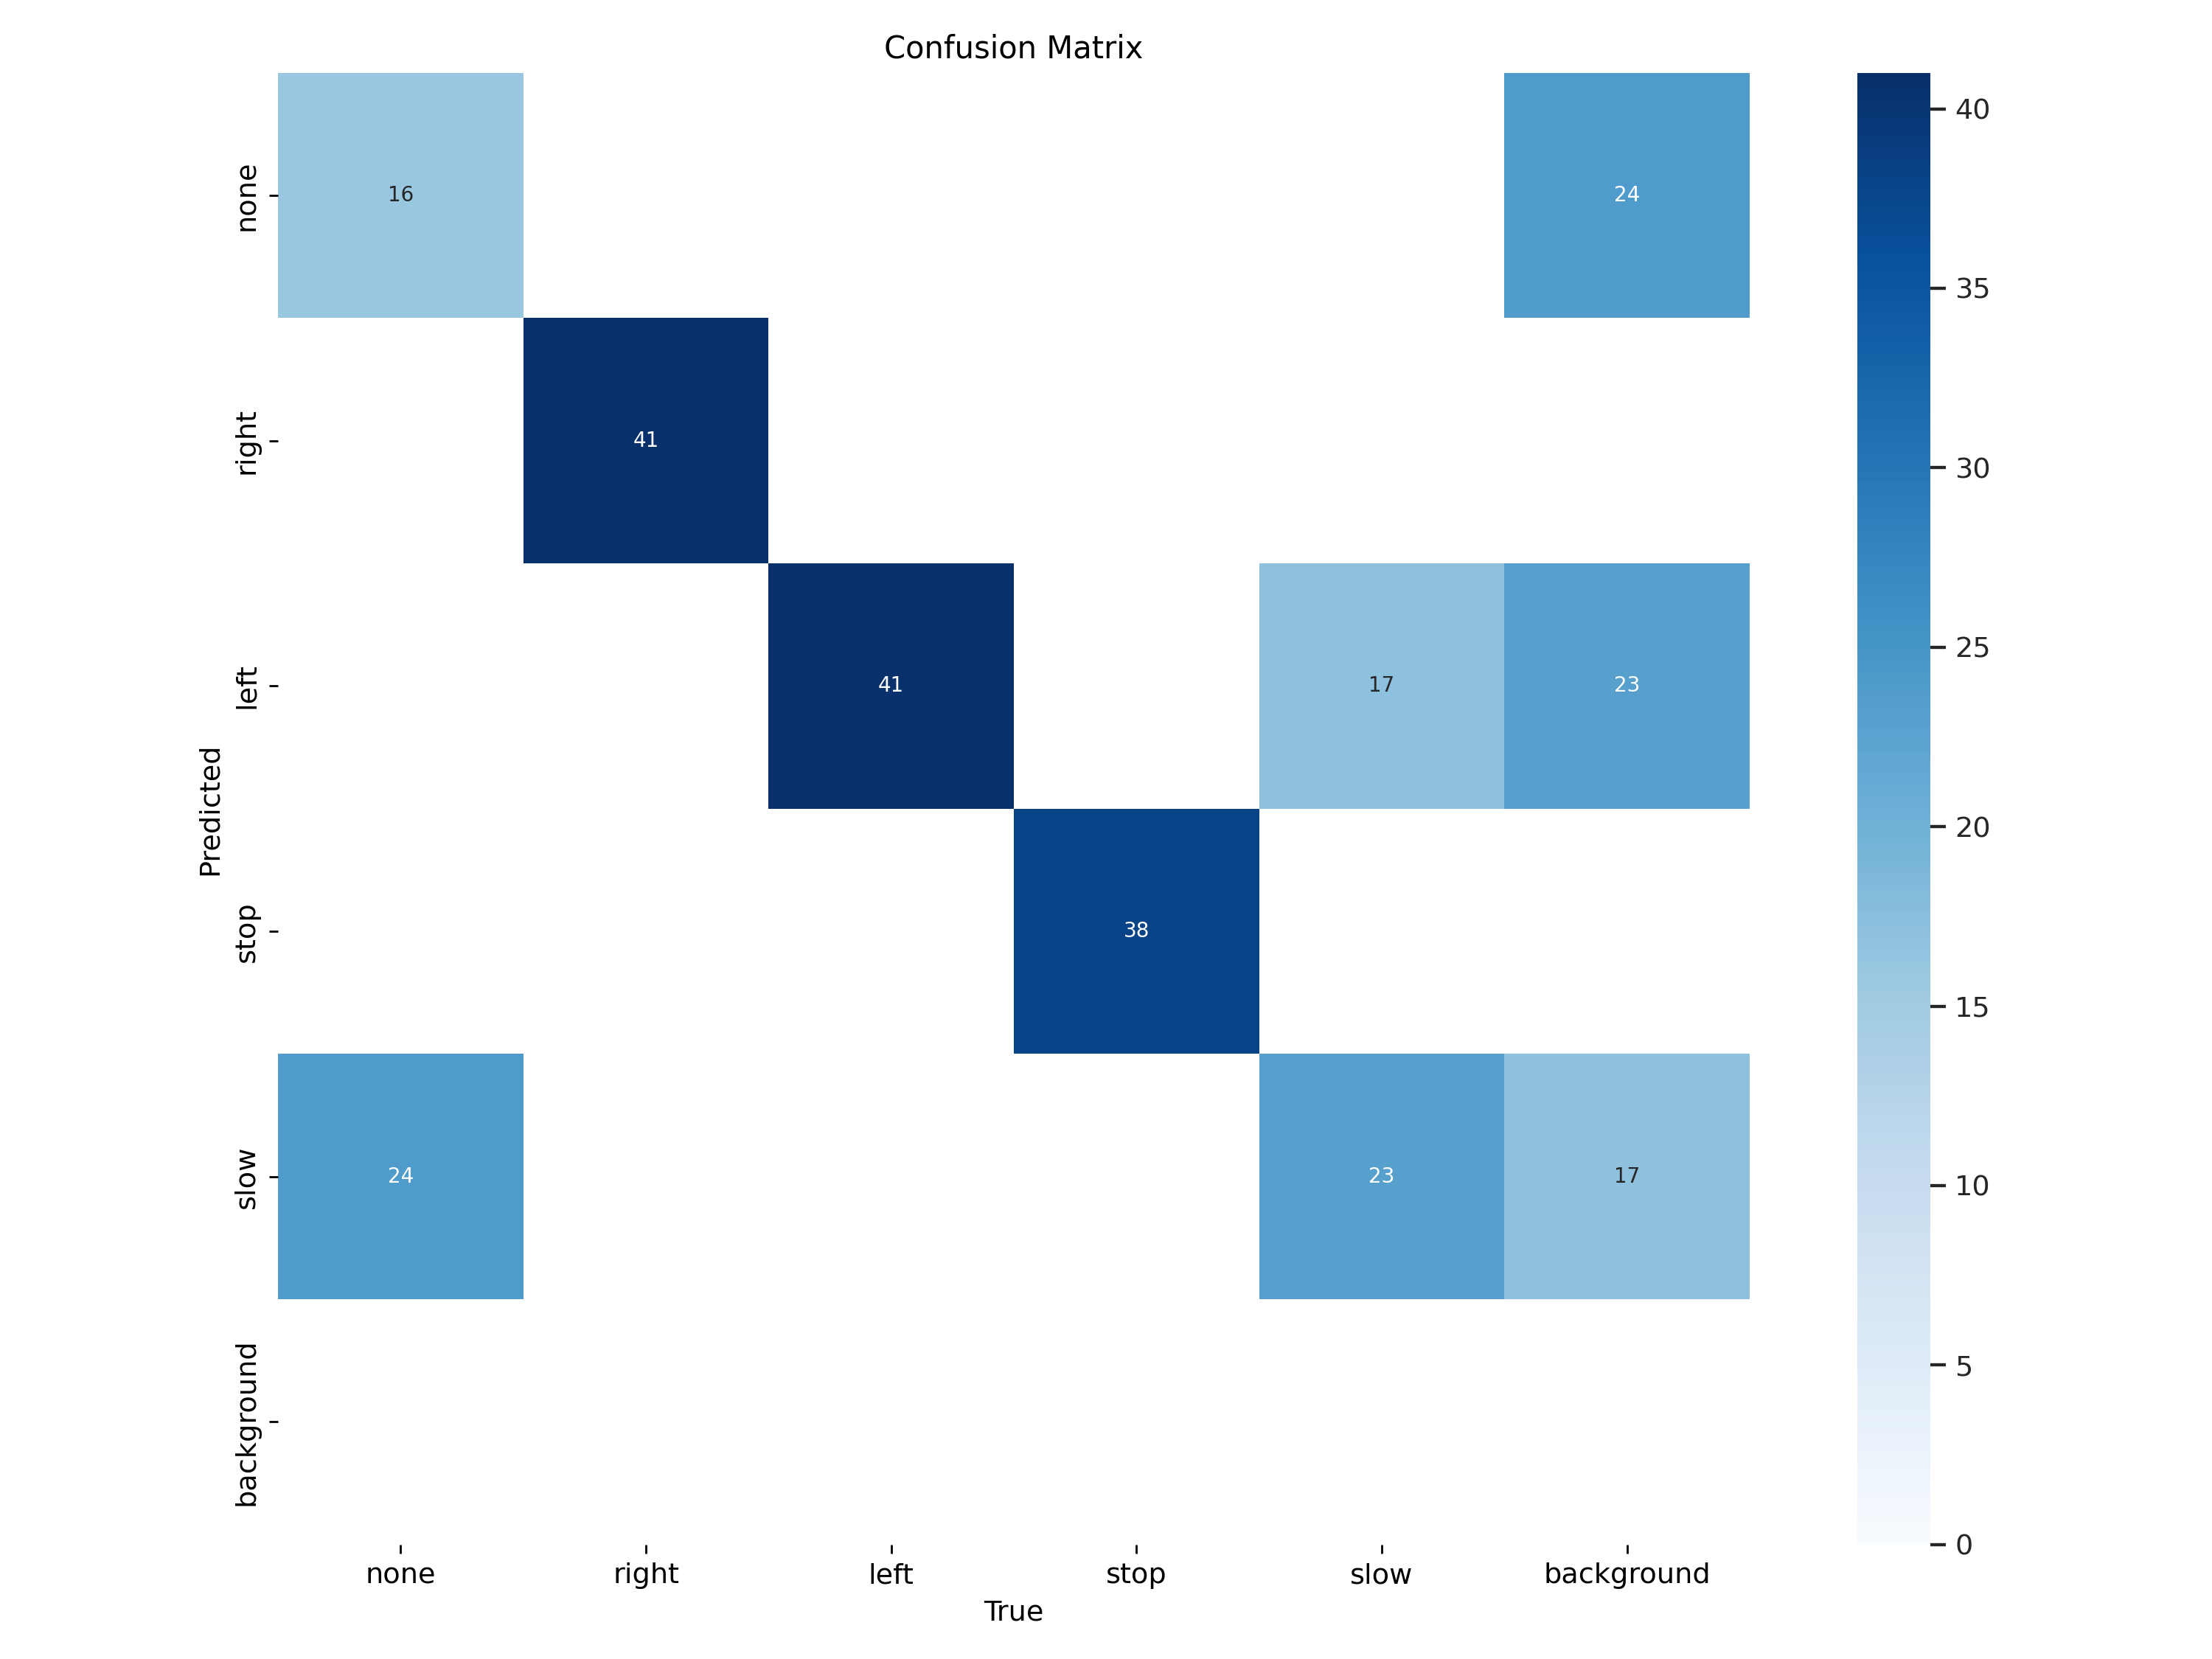 Confusion Matrix
none
16
24
right
41
left
41
17
23
stop
38
slow
24
23
17
background
Predicted
none right left stop slow background
True
40
35
30
25
20
15
10
5
0